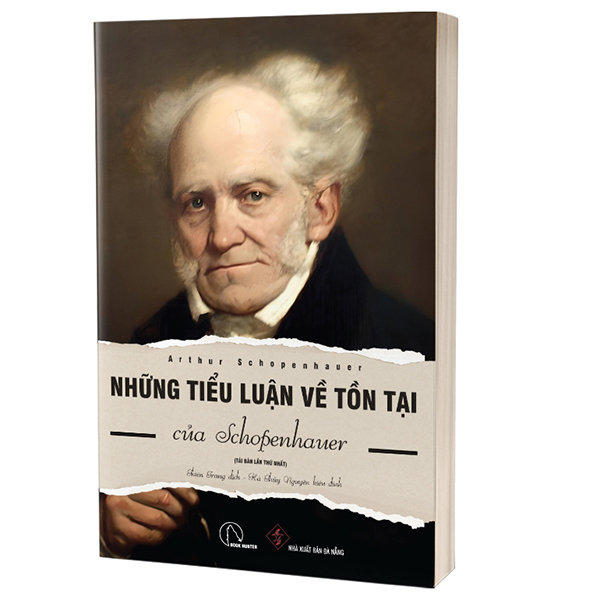 Arthur Schopenhauer
NHỮNG TIỂU LUẬN VỀ TỒN TẠI
của Schopenhauer
(TÁI BẢN LẦN THỨ NHẤT)
Thiên Trang dịch - Hà Thủy Nguyên hiệu đính
BOOK HUNTER
NHÀ XUẤT BẢN ĐÀ NẴNG